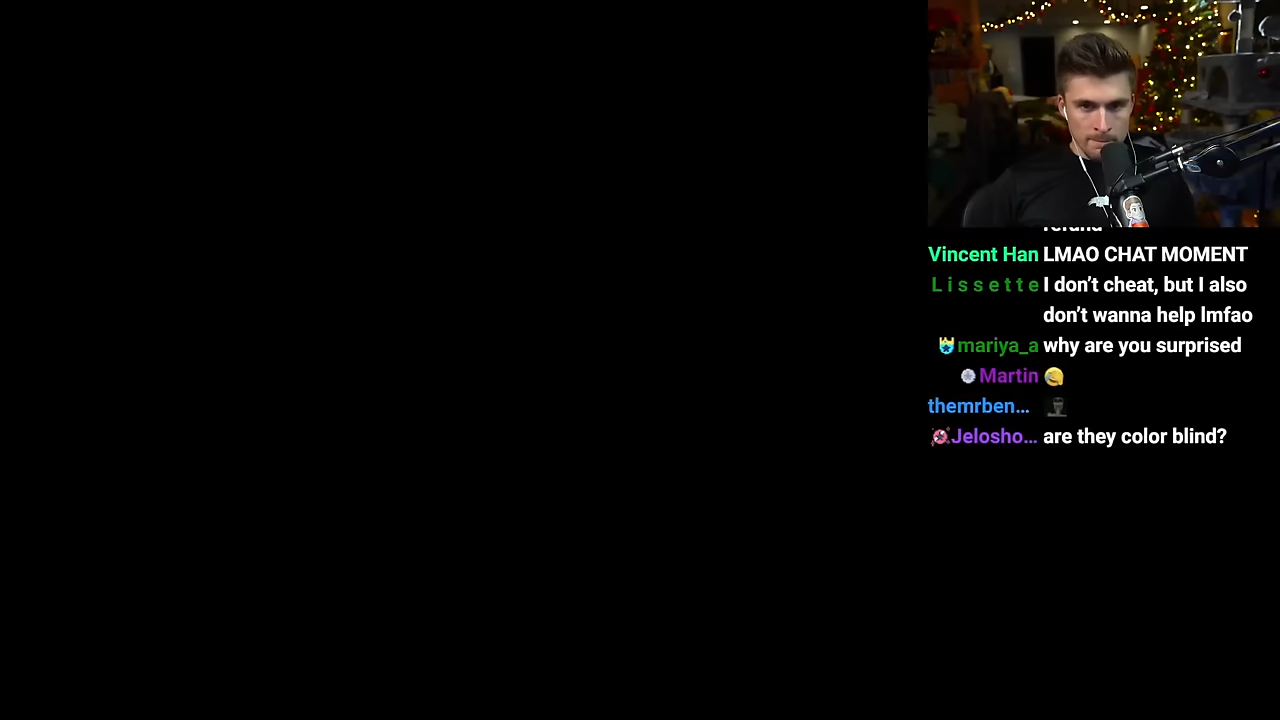 refund
Vincent Han LMAO CHAT MOMENT
L i s s e t t e I don’t cheat, but I also
don’t wanna help lmfao
mariya_a why are you surprised
Martin
themrben…
Jelosho… are they color blind?